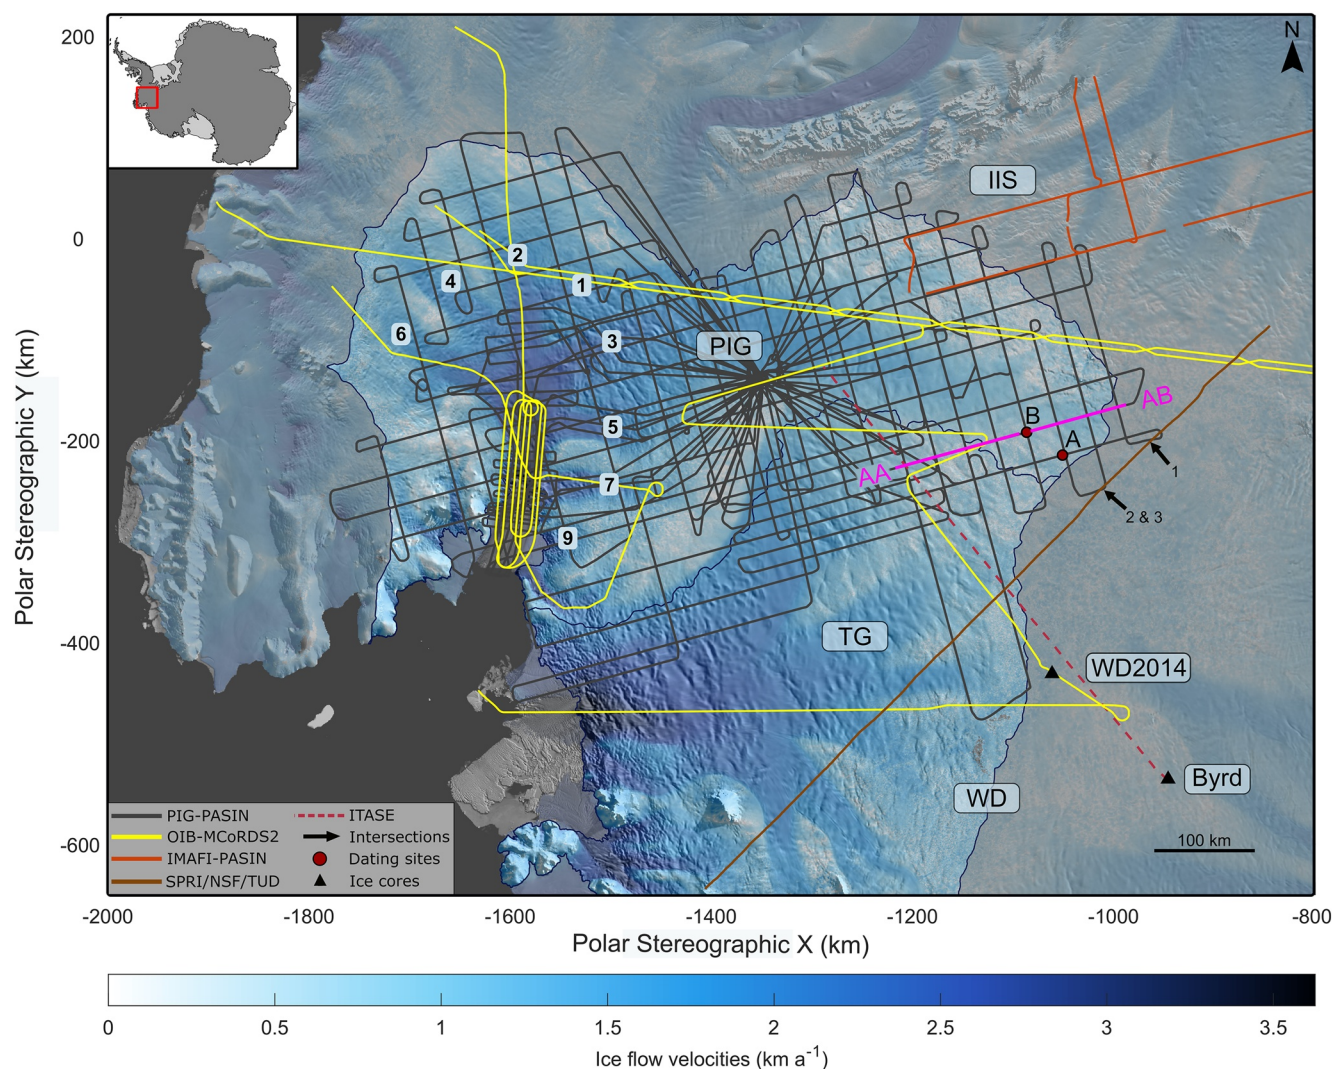 200
0
-200
-400
-600
Polar Stereographic Y (km)
N
IIS
2
4
1
6
3
PIG
5
AB
B
A
AA
7
1
2 & 3
9
TG
WD2014
Byrd
WD
100 km
PIG-PASIN
OIB-MCoRDS2
IMAFI-PASIN
SPRI/NSF/TUD
ITASE
Intersections
Dating sites
Ice cores
-2000 -1800 -1600 -1400 -1200 -1000 -800
Polar Stereographic X (km)
0 0.5 1 1.5 2 2.5 3 3.5
Ice flow velocities (km a⁻¹)